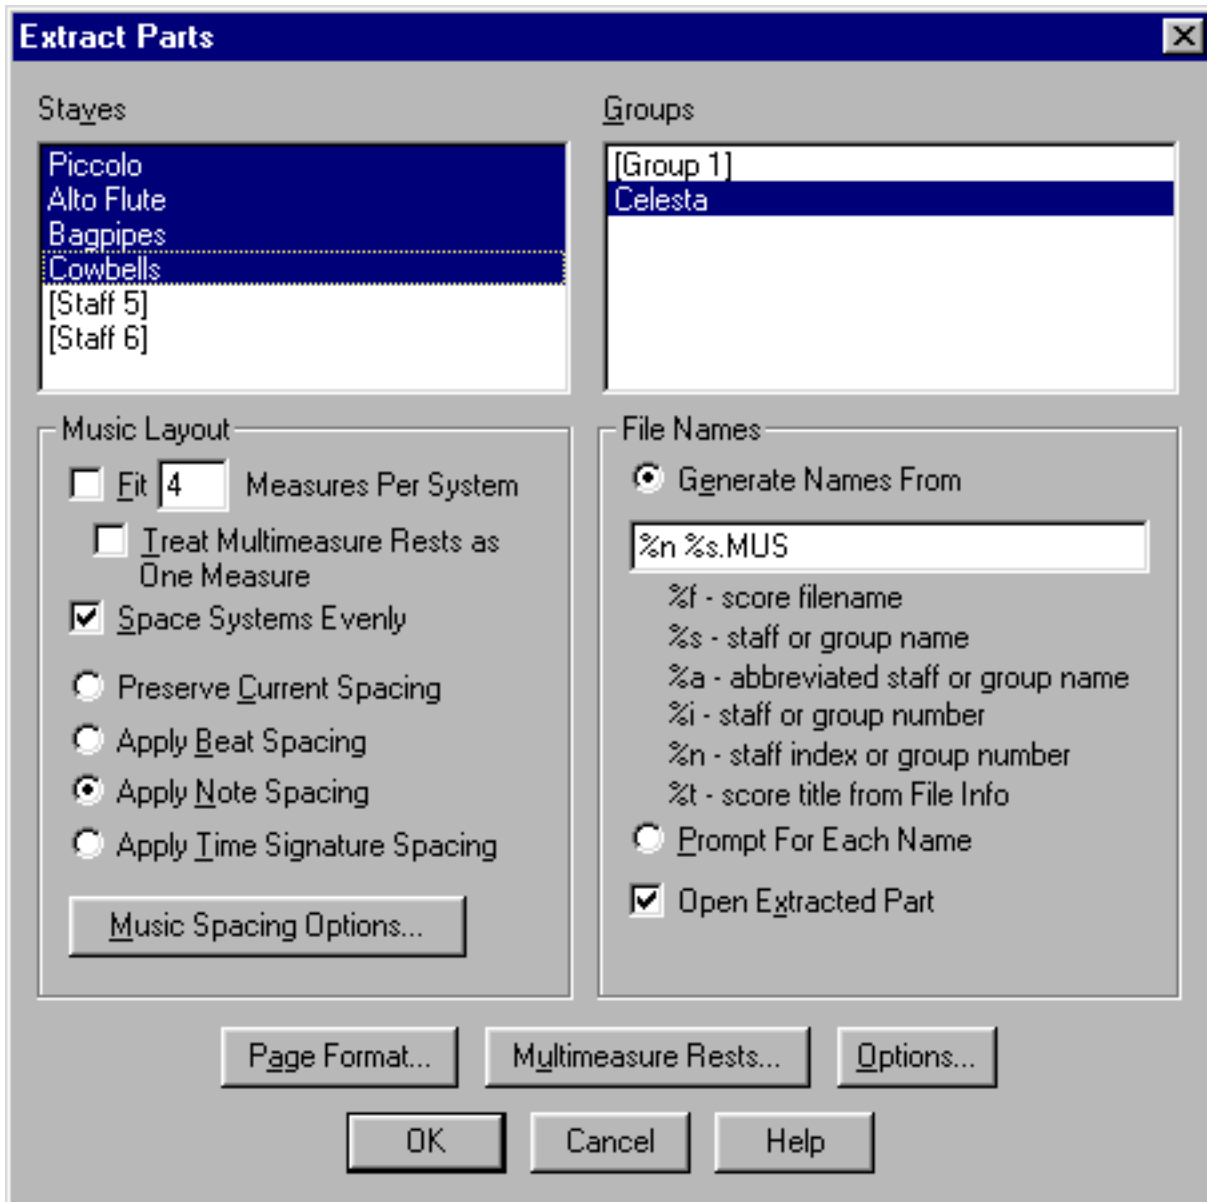 Extract Parts
Staves
Piccolo
Alto Flute
Bagpipes
Cowbells
[Staff 5]
[Staff 6]
Groups
[Group 1]
Celesta
Music Layout
Fit 4 Measures Per System
Treat Multimeasure Rests as
One Measure
Space Systems Evenly
Preserve Current Spacing
Apply Beat Spacing
Apply Note Spacing
Apply Time Signature Spacing
Music Spacing Options...
File Names
Generate Names From
%n %s.MUS
%f - score filename
%s - staff or group name
%a - abbreviated staff or group name
%i - staff or group number
%n - staff index or group number
%t - score title from File Info
Prompt For Each Name
Open Extracted Part
Page Format...
Multimeasure Rests...
Options...
OK
Cancel
Help